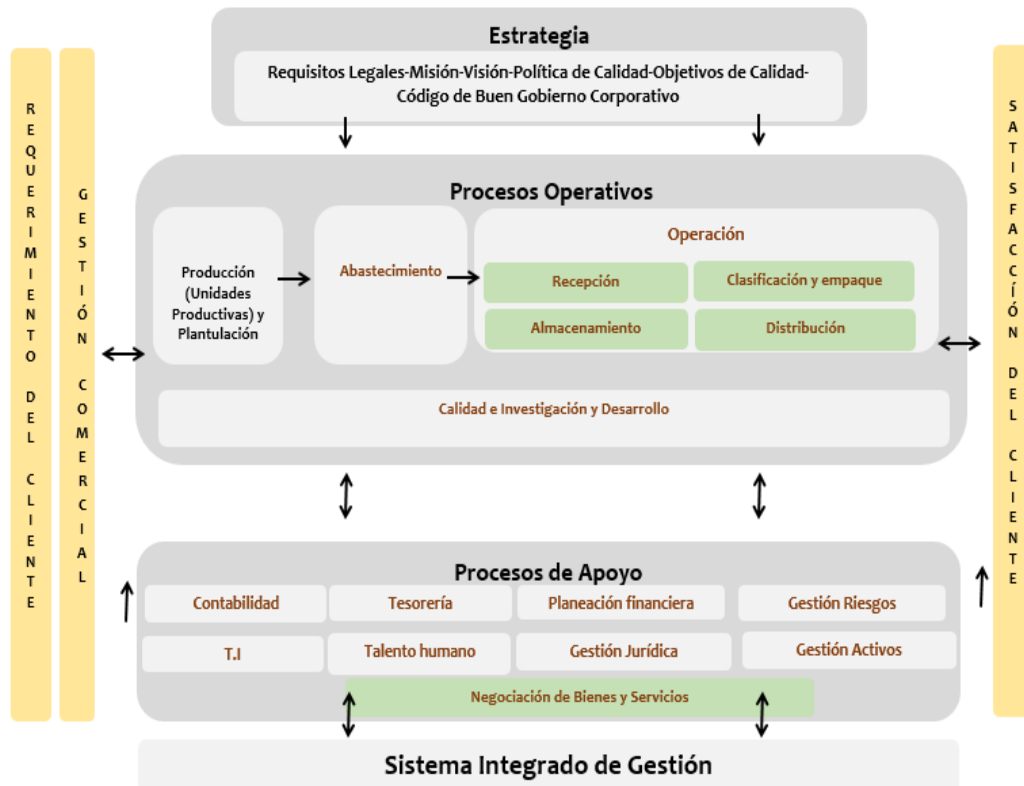 Estrategia
Requisitos Legales-Misión-Visión-Política de Calidad-Objetivos de Calidad-
Código de Buen Gobierno Corporativo
REQUERIMIENTO DEL CLIENTE
GESTIÓN COMERCIAL
Procesos Operativos
Producción
(Unidades
Productivas) y
Plantulación
Abastecimiento
Operación
Recepción
Clasificación y empaque
Almacenamiento
Distribución
Calidad e Investigación y Desarrollo
SATISFACCÍÓN DEL CLIENTE
Procesos de Apoyo
Contabilidad
Tesorería
Planeación financiera
Gestión Riesgos
T.I
Talento humano
Gestión Jurídica
Gestión Activos
Negociación de Bienes y Servicios
Sistema Integrado de Gestión